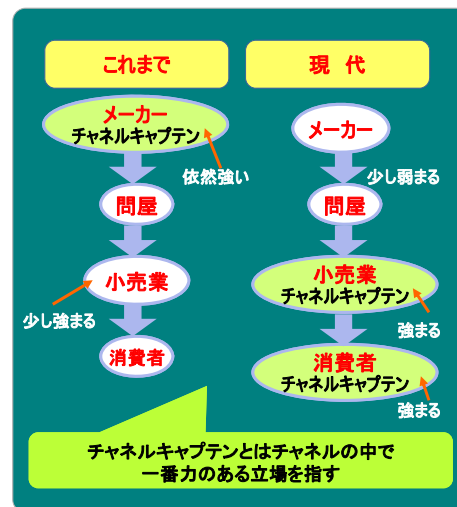 これまで
メーカー
チャネルキャプテン
依然強い
問屋
小売業
少し強まる
消費者
現　代
メーカー
少し弱まる
問屋
小売業
チャネルキャプテン
強まる
消費者
チャネルキャプテン
強まる
チャネルキャプテンとはチャネルの中で
一番力のある立場を指す